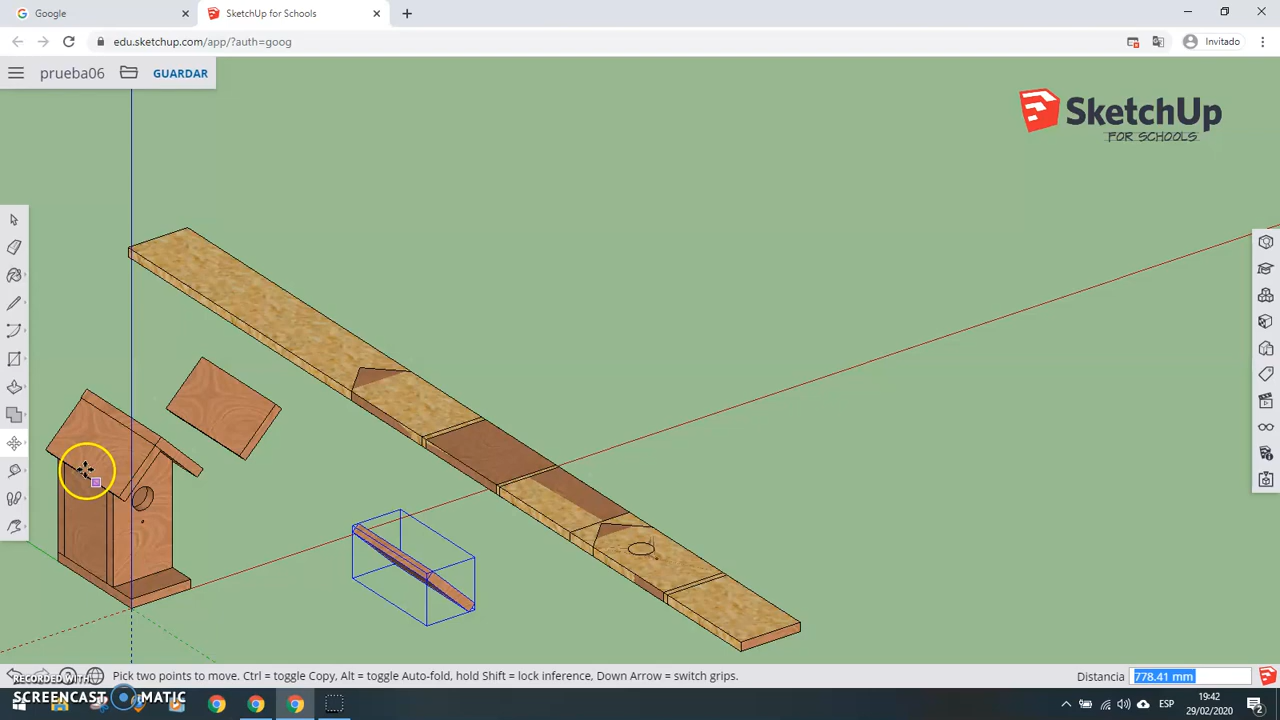 Google
SketchUp for Schools
edu.sketchup.com/app/?auth=goog
Invitado
prueba06
GUARDAR
SketchUp
FOR SCHOOLS
Pick two points to move. Ctrl = toggle Copy, Alt = toggle Auto-fold, hold Shift = lock inference, Down Arrow = switch grips.
Distancia
778.41 mm
RECORDED WITH
SCREENCAST MATIC
ESP
19:42
29/02/2020
2